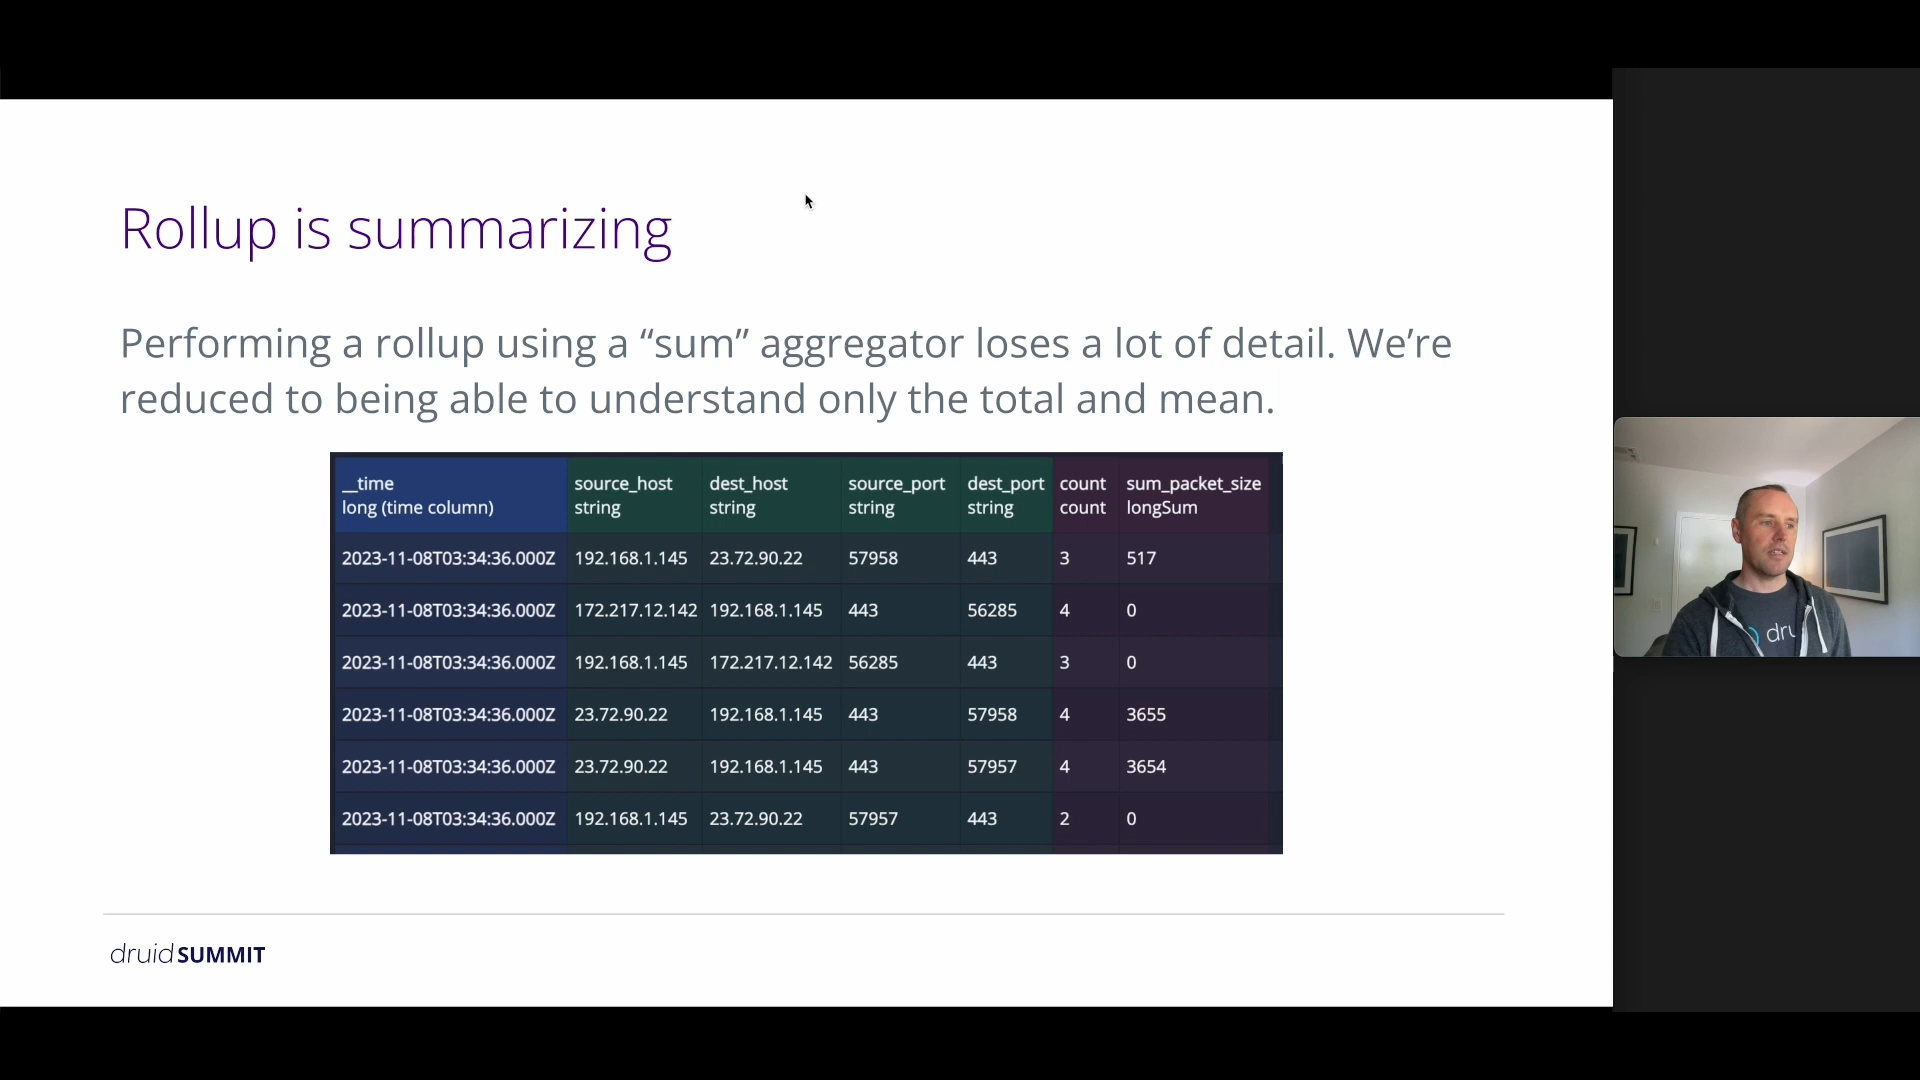 Rollup is summarizing
Performing a rollup using a “sum” aggregator loses a lot of detail. We’re
reduced to being able to understand only the total and mean.
__time source_host dest_host source_port dest_port count sum_packet_size
long (time column) string string string string count longSum
2023-11-08T03:34:36.000Z 192.168.1.145 23.72.90.22 57958 443 3 517
2023-11-08T03:34:36.000Z 172.217.12.142 192.168.1.145 443 56285 4 0
2023-11-08T03:34:36.000Z 192.168.1.145 172.217.12.142 56285 443 3 0
2023-11-08T03:34:36.000Z 23.72.90.22 192.168.1.145 443 57958 4 3655
2023-11-08T03:34:36.000Z 23.72.90.22 192.168.1.145 443 57957 4 3654
2023-11-08T03:34:36.000Z 192.168.1.145 23.72.90.22 57957 443 2 0
druid SUMMIT
dru